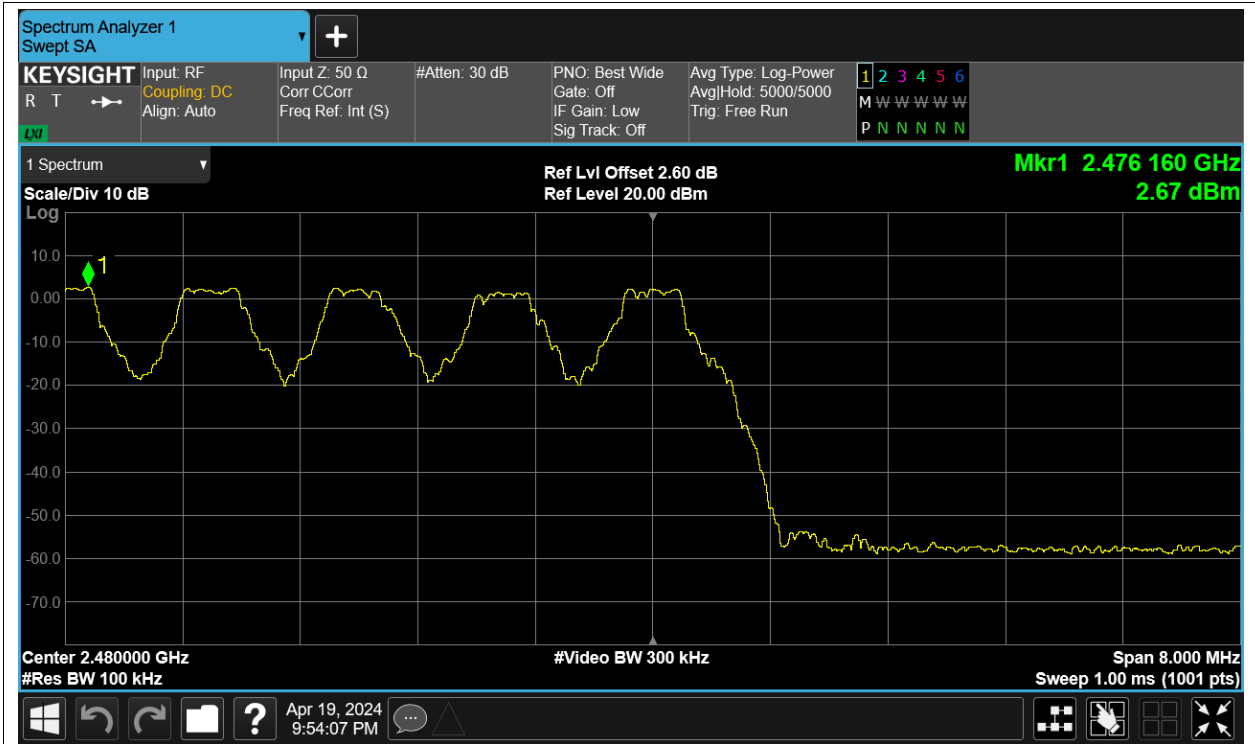 Spectrum Analyzer 1
Swept SA
KEYSIGHT
R T
LXI
Input: RF
Coupling: DC
Align: Auto
Input Z: 50 Ω
Corr CCorr
Freq Ref: Int (S)
#Atten: 30 dB
PNO: Best Wide
Gate: Off
IF Gain: Low
Sig Track: Off
Avg Type: Log-Power
Avg|Hold: 5000/5000
Trig: Free Run
1 2 3 4 5 6
M W W W W W
P N N N N N
1 Spectrum
Scale/Div 10 dB
Log
Ref Lvl Offset 2.60 dB
Ref Level 20.00 dBm
Mkr1 2.476 160 GHz
2.67 dBm
1
10.0
0.00
-10.0
-20.0
-30.0
-40.0
-50.0
-60.0
-70.0
Center 2.480000 GHz
#Res BW 100 kHz
#Video BW 300 kHz
Span 8.000 MHz
Sweep 1.00 ms (1001 pts)
?
Apr 19, 2024
9:54:07 PM